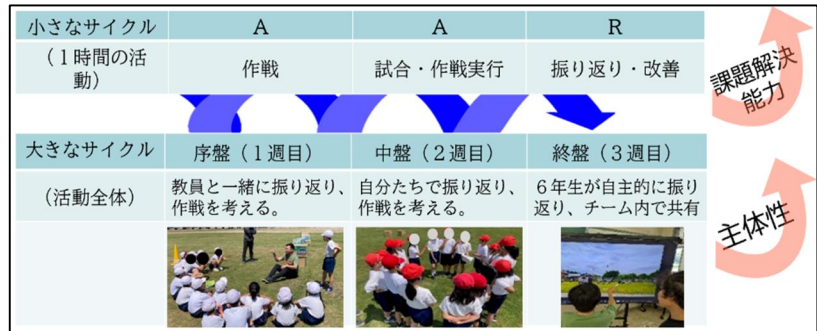 小さなサイクル A A R
（１時間の活
動） 作戦 試合・作戦実行 振り返り・改善
課題解決
能力
大きなサイクル 序盤（１週目） 中盤（２週目） 終盤（３週目）
（活動全体） 教員と一緒に振り返り、 自分たちで振り返り、 ６年生が自主的に振り
作戦を考える。 作戦を考える。 返り、チーム内で共有
主体性